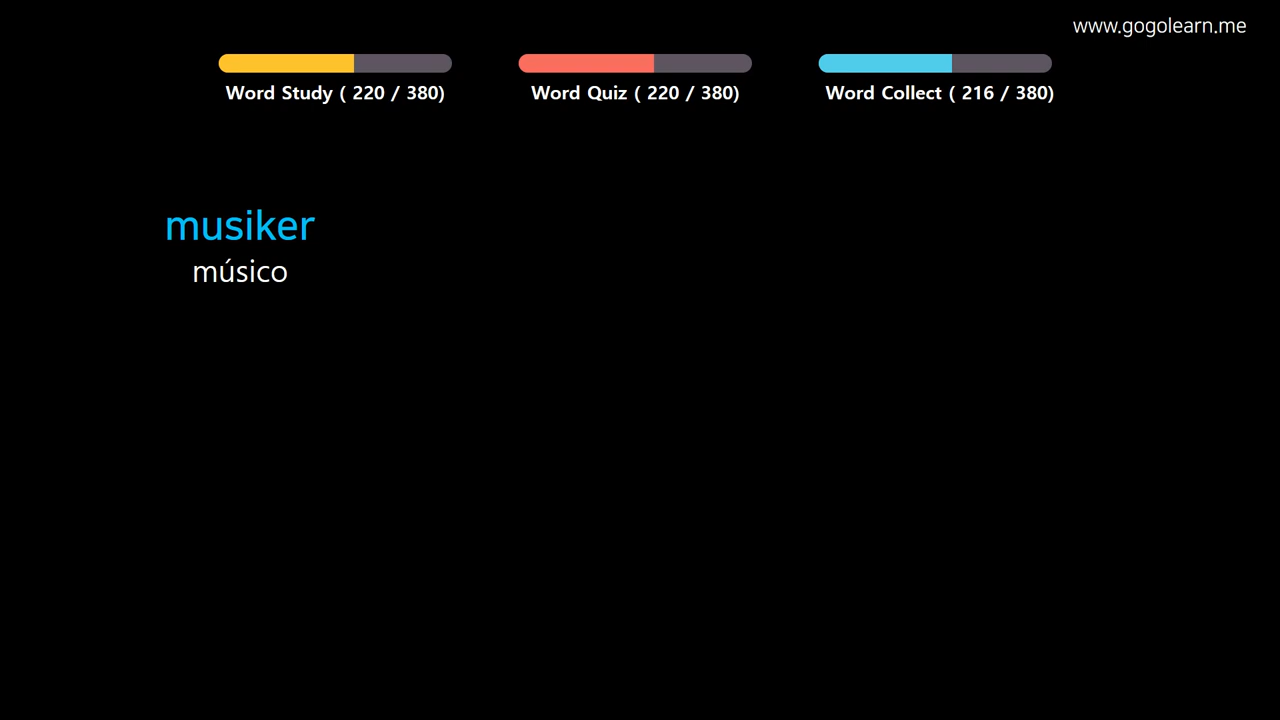 www.gogolearn.me
Word Study ( 220 / 380)
Word Quiz ( 220 / 380)
Word Collect ( 216 / 380)
musiker
músico